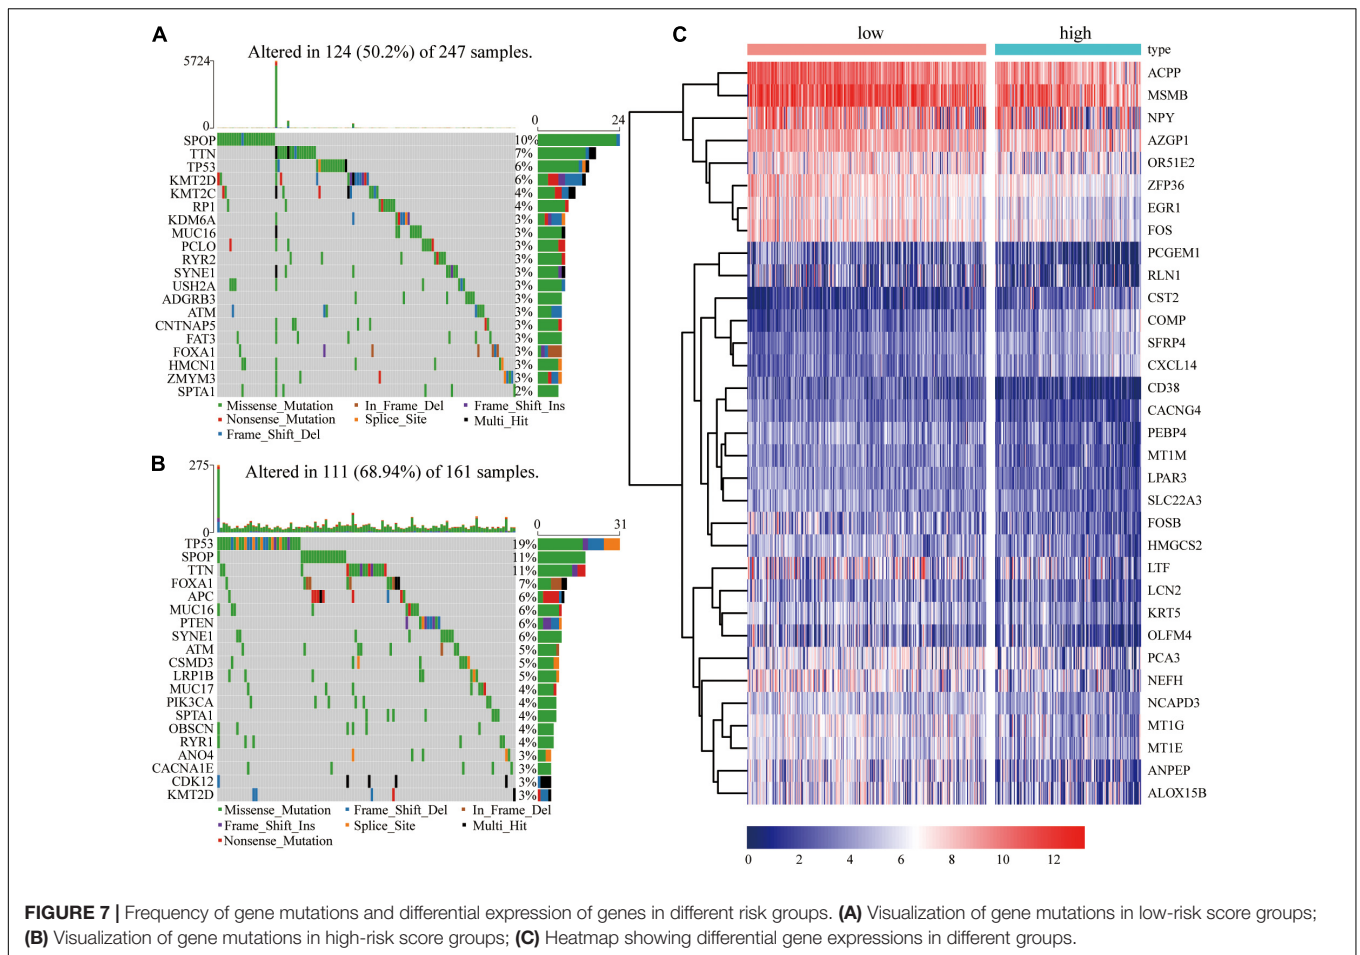 A
Altered in 124 (50.2%) of 247 samples.
5724
0
0 24
SPOP 10%
TTN 7%
TP53 6%
KMT2D 6%
KMT2C 4%
RP1 4%
KDM6A 3%
MUC16 3%
PCLO 3%
RYR2 3%
SYNE1 3%
USH2A 3%
ADGRB3 3%
ATM 3%
CNTNAP5 3%
FAT3 3%
FOXA1 3%
HMCN1 3%
ZMYM3 3%
SPTA1 2%
Missense_Mutation In_Frame_Del Frame_Shift_Ins
Nonsense_Mutation Splice_Site Multi_Hit
Frame_Shift_Del
B
Altered in 111 (68.94%) of 161 samples.
275
0
0 31
TP53 19%
SPOP 11%
TTN 11%
FOXA1 7%
APC 6%
MUC16 6%
PTEN 6%
SYNE1 6%
ATM 5%
CSMD3 5%
LRP1B 5%
MUC17 4%
PIK3CA 4%
SPTA1 4%
OBSCN 4%
RYR1 4%
ANO4 3%
CACNA1E 3%
CDK12 3%
KMT2D 3%
Missense_Mutation Frame_Shift_Del In_Frame_Del
Frame_Shift_Ins Splice_Site Multi_Hit
Nonsense_Mutation
C
low high
type
ACPP
MSMB
NPY
AZGP1
OR51E2
ZFP36
EGR1
FOS
PCGEM1
RLN1
CST2
COMP
SFRP4
CXCL14
CD38
CACNG4
PEBP4
MT1M
LPAR3
SLC22A3
FOSB
HMGCS2
LTF
LCN2
KRT5
OLFM4
PCA3
NEFH
NCAPD3
MT1G
MT1E
ANPEP
ALOX15B
0 2 4 6 8 10 12
FIGURE 7 | Frequency of gene mutations and differential expression of genes in different risk groups. (A) Visualization of gene mutations in low-risk score groups;
(B) Visualization of gene mutations in high-risk score groups; (C) Heatmap showing differential gene expressions in different groups.